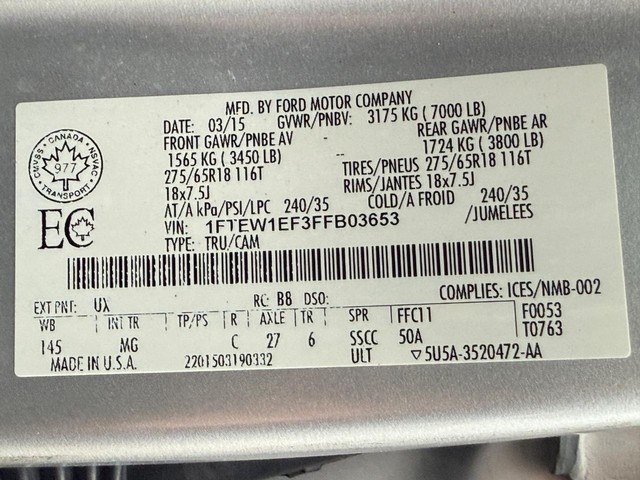 MFD. BY FORD MOTOR COMPANY
DATE: 03/15 GVWR/PNBV: 3175 KG ( 7000 LB)
FRONT GAWR/PNBE AV -- REAR GAWR/PNBE AR
1565 KG ( 3450 LB) 1724 KG ( 3800 LB)
275/65R18 116T TIRES/PNEUS 275/65R18 116T
18x7.5J RIMS/JANTES 18x7.5J
AT/A kPa/PSI/LPC 240/35 COLD/A FROID 240/35
VIN: 1FTEW1EF3FFB03653 /JUMELEES
TYPE: TRU/CAM
CANADA
CMVSS NSVAC
977
TRANSPORT
EC
COMPLIES: ICES/NMB-002
EXT PNT: UX RC: B8 DSO:
WB INT TR TP/PS R AXLE TR SPR FFC11 F0053
145 MG C 27 6 SSCC 50A T0763
MADE IN U.S.A. 2201503190332 ULT ▽5U5A-3520472-AA